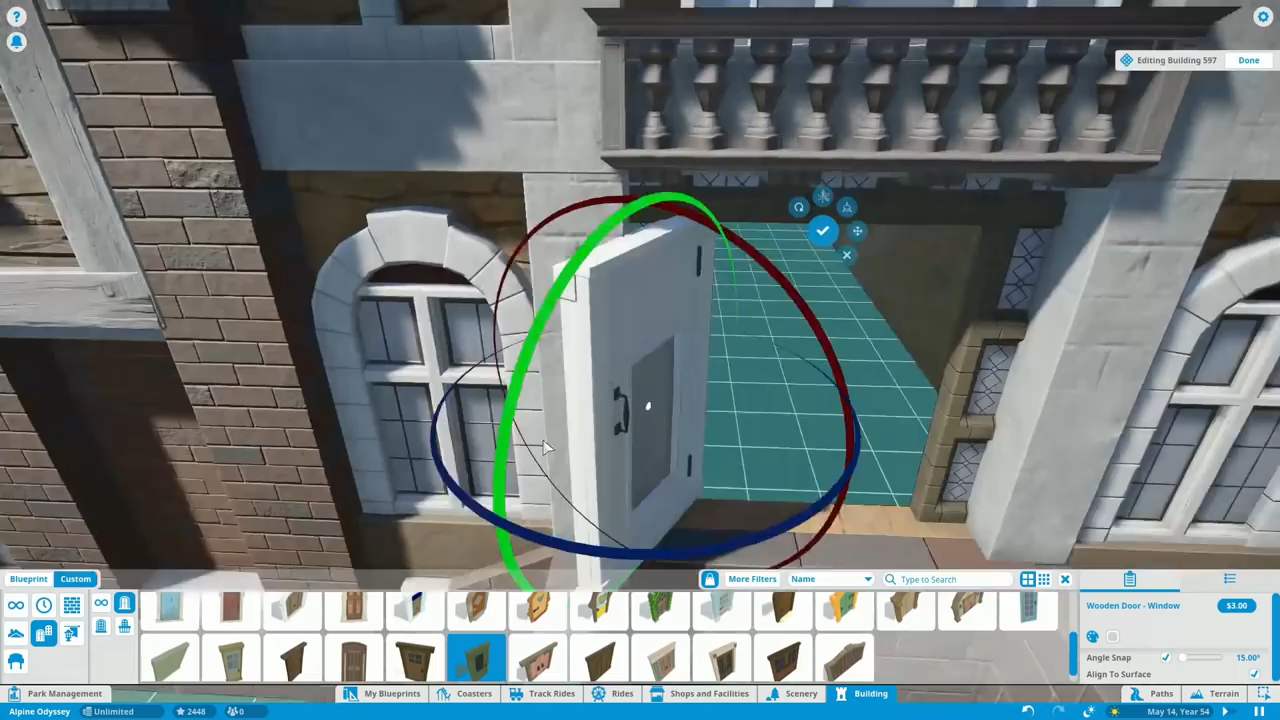 ?
Editing Building 597 Done
Blueprint Custom
More Filters Name Type to Search
Wooden Door - Window $3.00
Angle Snap 15.00°
Align To Surface
Park Management My Blueprints Coasters Track Rides Rides Shops and Facilities Scenery Building Paths Terrain
Alpine Odyssey Unlimited 2448 0 May 14, Year 54